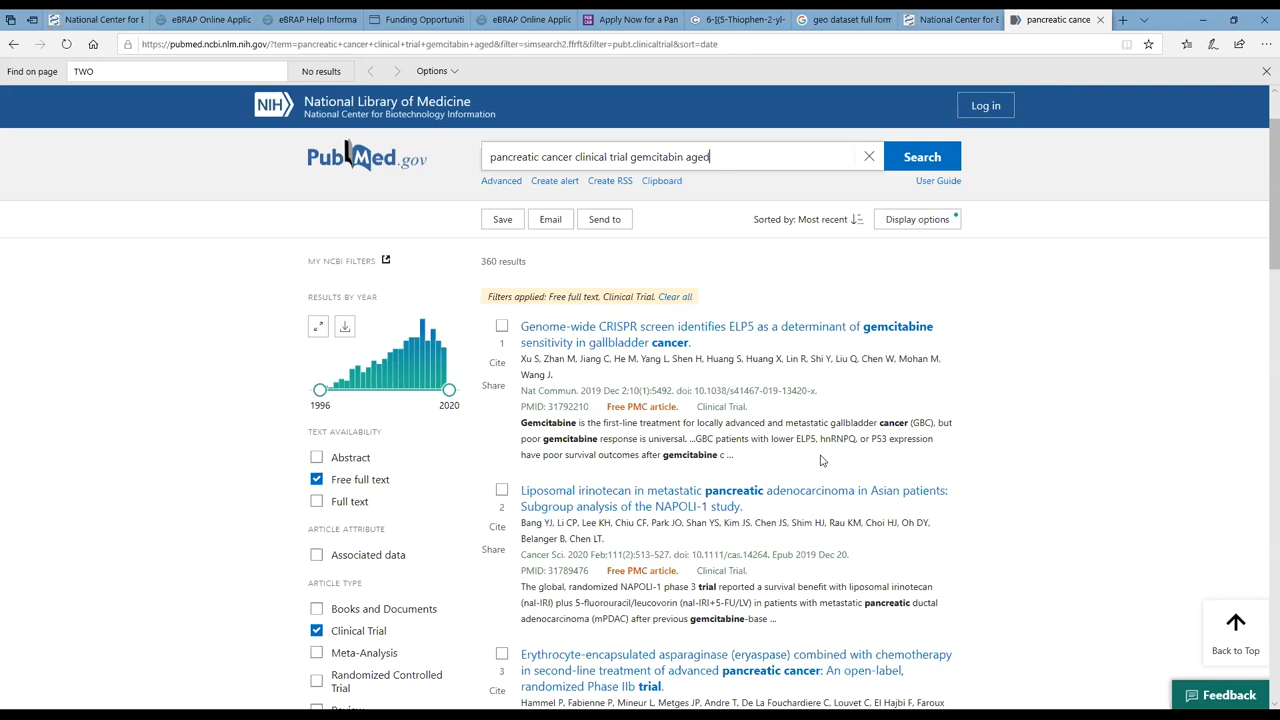 National Center for B
eBRAP Online Applic
eBRAP Help Informa
Funding Opportuniti
eBRAP Online Applic
Apply Now for a Pan
6-[(5-Thiophen-2-yl-
geo dataset full form
National Center for B
pancreatic cance
https://pubmed.ncbi.nlm.nih.gov/?term=pancreatic+cancer+clinical+trial+gemcitabin+aged&filter=simsearch2.ffrft&filter=pubt.clinicaltrial&sort=date
Find on page
TWO
No results
Options
NIH
National Library of Medicine
National Center for Biotechnology Information
Log in
PubMed.gov
pancreatic cancer clinical trial gemcitabin aged
Search
Advanced
Create alert
Create RSS
Clipboard
User Guide
Save
Email
Send to
Sorted by: Most recent
Display options
MY NCBI FILTERS
360 results
RESULTS BY YEAR
1996
2020
TEXT AVAILABILITY
Abstract
Free full text
Full text
ARTICLE ATTRIBUTE
Associated data
ARTICLE TYPE
Books and Documents
Clinical Trial
Meta-Analysis
Randomized Controlled
Trial
Filters applied: Free full text, Clinical Trial. Clear all
Genome-wide CRISPR screen identifies ELP5 as a determinant of gemcitabine
sensitivity in gallbladder cancer.
1
Cite
Share
Xu S, Zhan M, Jiang C, He M, Yang L, Shen H, Huang S, Huang X, Lin R, Shi Y, Liu Q, Chen W, Mohan M,
Wang J.
Nat Commun. 2019 Dec 2;10(1):5492. doi: 10.1038/s41467-019-13420-x.
PMID: 31792210 Free PMC article. Clinical Trial.
Gemcitabine is the first-line treatment for locally advanced and metastatic gallbladder cancer (GBC), but
poor gemcitabine response is universal. ...GBC patients with lower ELP5, hnRNPQ, or P53 expression
have poor survival outcomes after gemcitabine c ...
Liposomal irinotecan in metastatic pancreatic adenocarcinoma in Asian patients:
Subgroup analysis of the NAPOLI-1 study.
2
Cite
Share
Bang YJ, Li CP, Lee KH, Chiu CF, Park JO, Shan YS, Kim JS, Chen JS, Shim HJ, Rau KM, Choi HJ, Oh DY,
Belanger B, Chen LT.
Cancer Sci. 2020 Feb;111(2):513-527. doi: 10.1111/cas.14264. Epub 2019 Dec 20.
PMID: 31789476 Free PMC article. Clinical Trial.
The global, randomized NAPOLI-1 phase 3 trial reported a survival benefit with liposomal irinotecan
(nal-IRI) plus 5-fluorouracil/leucovorin (nal-IRI+5-FU/LV) in patients with metastatic pancreatic ductal
adenocarcinoma (mPDAC) after previous gemcitabine-base ...
Erythrocyte-encapsulated asparaginase (eryaspase) combined with chemotherapy
in second-line treatment of advanced pancreatic cancer: An open-label,
randomized Phase IIb trial.
3
Cite
Hammel P, Fabienne P, Mineur L, Metges JP, Andre T, De La Fouchardiere C, Louvet C, El Hajbi F, Faroux
Back to Top
Feedback